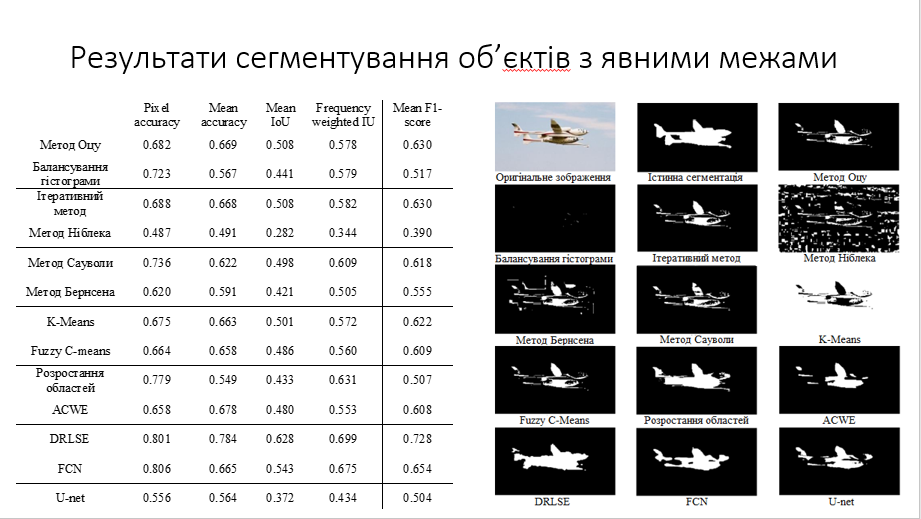 Результати сегментування об’єктів з явними межами
Pixel accuracy Mean accuracy Mean IoU Frequency weighted IU Mean F1-score
Метод Оцу 0.682 0.669 0.508 0.578 0.630
Балансування гістограми 0.723 0.567 0.441 0.579 0.517
Ітеративний метод 0.688 0.668 0.508 0.582 0.630
Метод Ніблека 0.487 0.491 0.282 0.344 0.390
Метод Сауволи 0.736 0.622 0.498 0.609 0.618
Метод Бернсена 0.620 0.591 0.421 0.505 0.555
K-Means 0.675 0.663 0.501 0.572 0.622
Fuzzy C-means 0.664 0.658 0.486 0.560 0.609
Розростання областей 0.779 0.549 0.433 0.631 0.507
ACWE 0.658 0.678 0.480 0.553 0.608
DRLSE 0.801 0.784 0.628 0.699 0.728
FCN 0.806 0.665 0.543 0.675 0.654
U-net 0.556 0.564 0.372 0.434 0.504
Оригінальне зображення Істинна сегментація Метод Оцу
Балансування гістограми Ітеративний метод Метод Ніблека
Метод Бернсена Метод Сауволи K-Means
Fuzzy C-Means Розростання областей ACWE
DRLSE FCN U-net